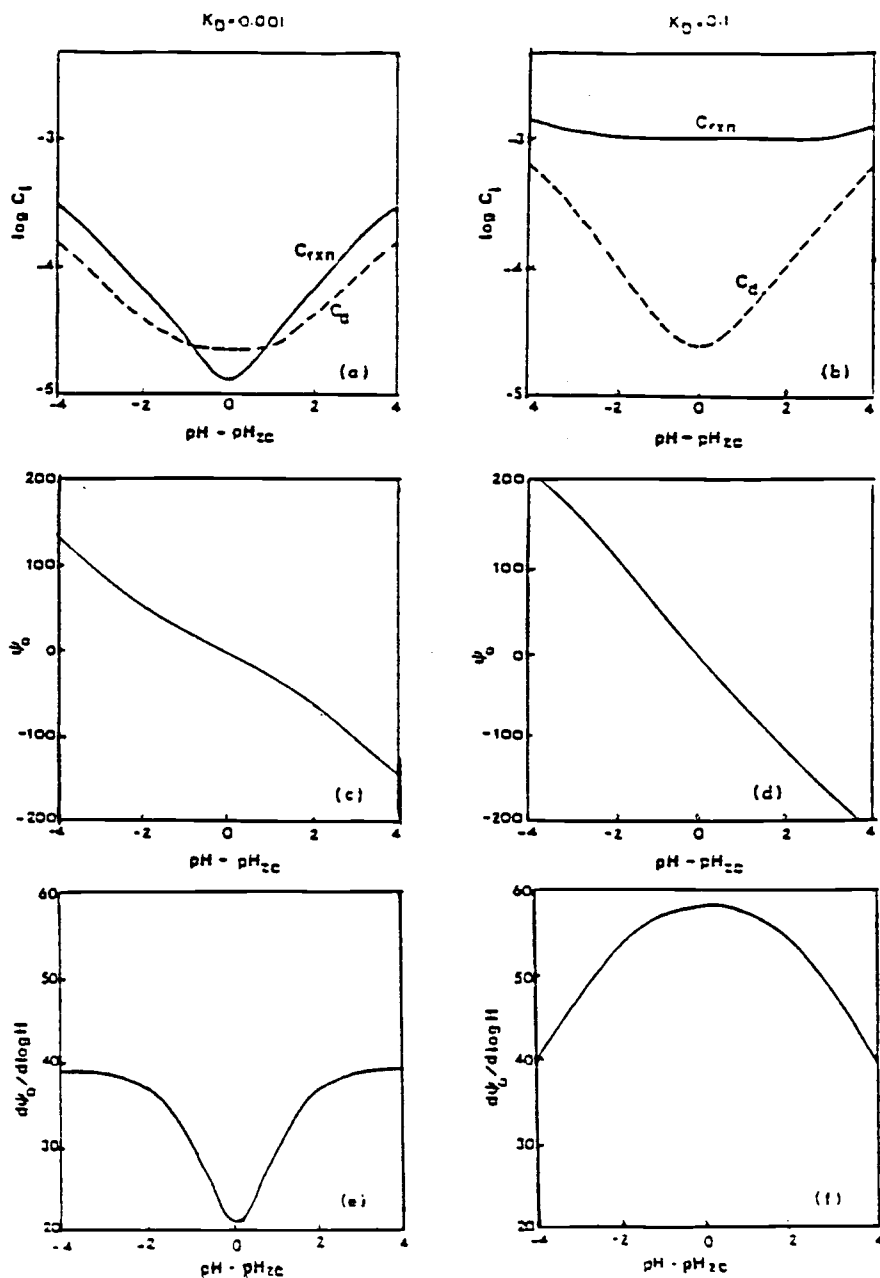 K_D=0.001
K_D=0.1
-3
-4
-5
log C_i
C_rxn
C_d
(a)
-4 -2 0 2 4
pH - pH_zc
-3
-4
-5
log C_i
C_rxn
C_d
(b)
-4 -2 0 2 4
pH - pH_zc
200
100
0
-100
-200
ψ_o
(c)
-4 -2 0 2 4
pH - pH_zc
200
100
0
-100
-200
ψ_o
(d)
-4 -2 0 2 4
pH - pH_zc
60
50
40
30
20
dψ_o/dlogH
(e)
-4 -2 0 2 4
pH - pH_zc
60
50
40
30
20
dψ_o/dlogH
(f)
-4 -2 0 2 4
pH - pH_zc